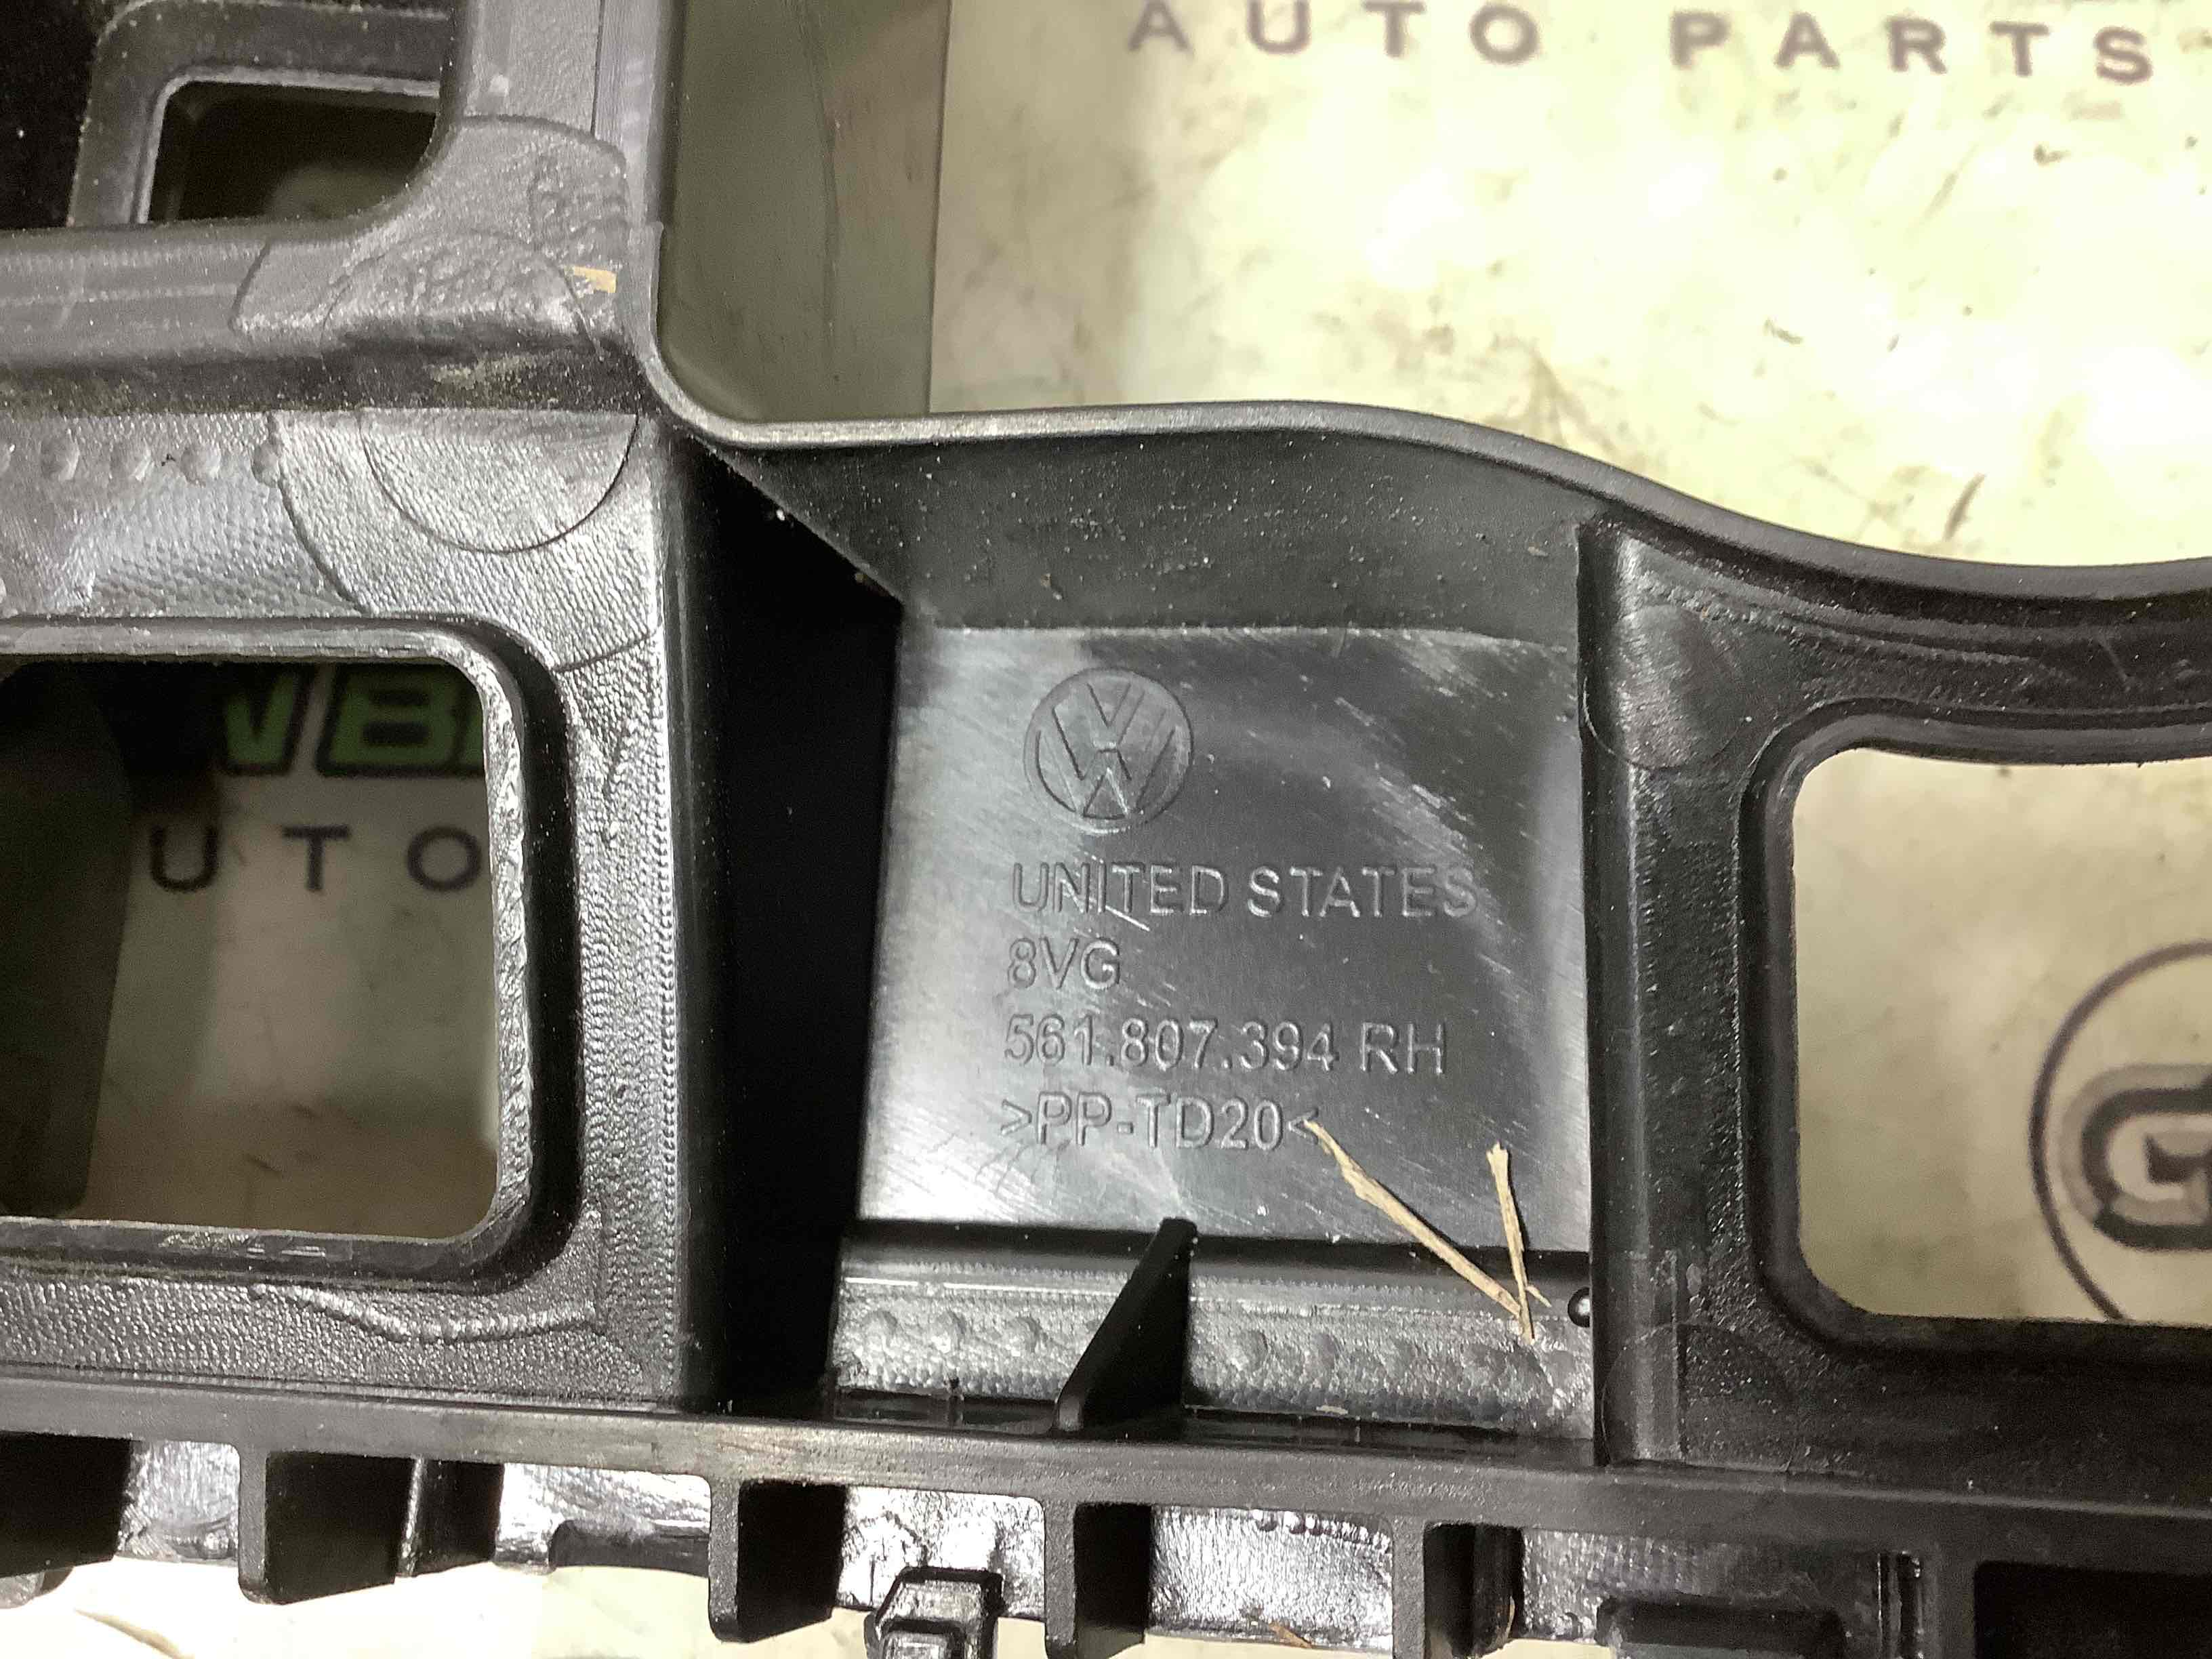 AUTO PARTS
UTO
UNITED STATES
8VG
561.807.394 RH
>PP-TD20<